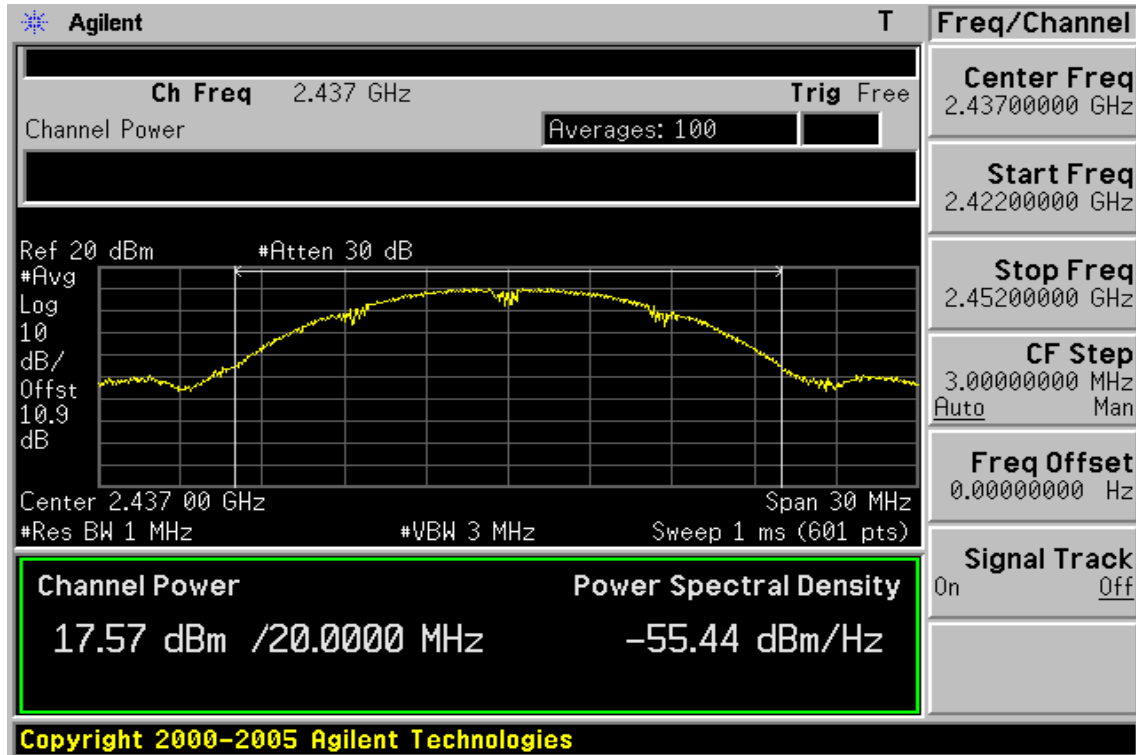 Agilent T
Ch Freq 2.437 GHz Trig Free
Channel Power Averages: 100
Ref 20 dBm #Atten 30 dB
#Avg
Log
10
dB/
Offst
10.9
dB
Center 2.437 00 GHz Span 30 MHz
#Res BW 1 MHz #VBW 3 MHz Sweep 1 ms (601 pts)
Channel Power Power Spectral Density
17.57 dBm /20.0000 MHz -55.44 dBm/Hz
Copyright 2000-2005 Agilent Technologies
Freq/Channel
Center Freq
2.43700000 GHz
Start Freq
2.42200000 GHz
Stop Freq
2.45200000 GHz
CF Step
3.00000000 MHz
Auto Man
Freq Offset
0.00000000 Hz
Signal Track
On Off